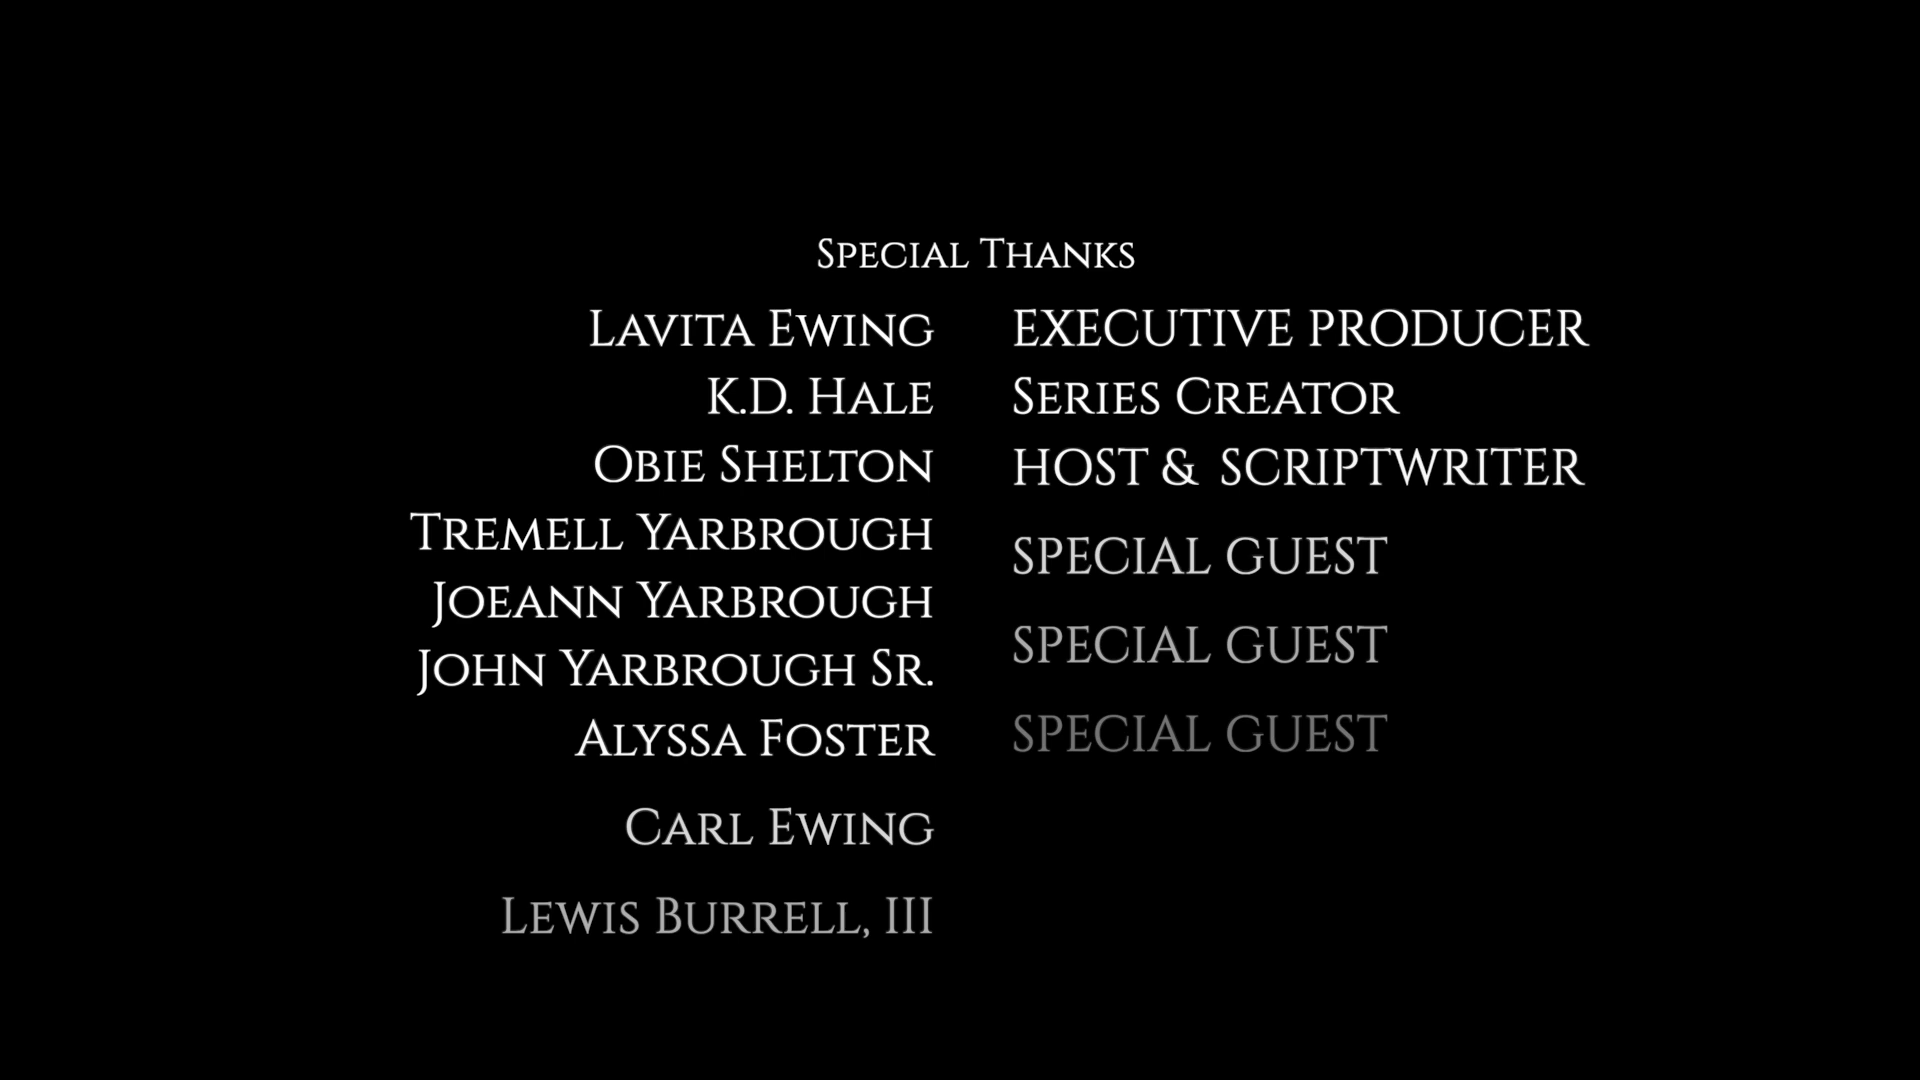 Special Thanks
Lavita Ewing EXECUTIVE PRODUCER
K.D. Hale Series Creator
Obie Shelton HOST & SCRIPTWRITER
Tremell Yarbrough SPECIAL GUEST
Joeann Yarbrough SPECIAL GUEST
John Yarbrough Sr. SPECIAL GUEST
Alyssa Foster
Carl Ewing
Lewis Burrell, III